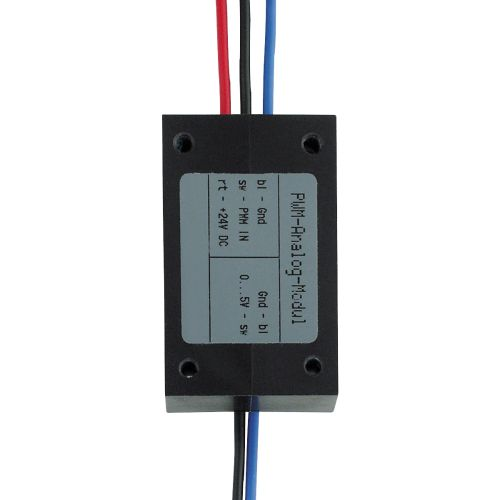 PWM-Analog-Modul
bl - Gnd
sw - PWM IN
rt - +24V DC
Gnd - bl
0...5V - sw